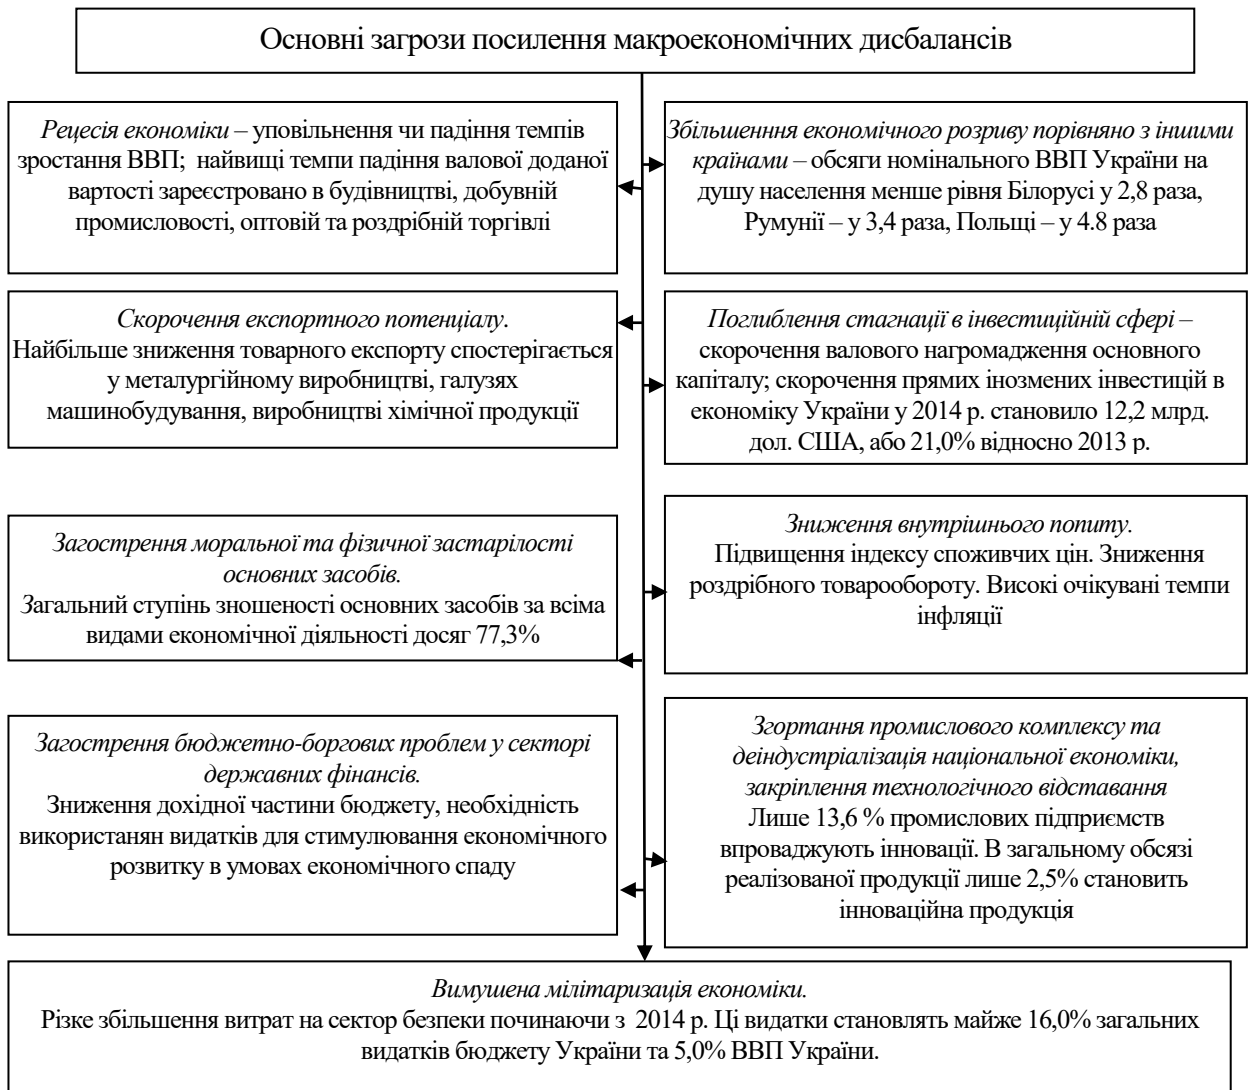 Основні загрози посилення макроекономічних дисбалансів
Рецесія економіки – уповільнення чи падіння темпів
зростання ВВП; найвищі темпи падіння валової доданої
вартості зареєстровано в будівництві, добувній
промисловості, оптовій та роздрібній торгівлі
Збільшенння економічного розриву порівняно з іншими
країнами – обсяги номінального ВВП України на
душу населення менше рівня Білорусі у 2,8 раза,
Румунії – у 3,4 раза, Польщі – у 4.8 раза
Скорочення експортного потенціалу.
Найбільше зниження товарного експорту спостерігається
у металургійному виробництві, галузях
машинобудування, виробництві хімічної продукції
Поглиблення стагнації в інвестиційній сфері –
скорочення валового нагромадження основного
капіталу; скорочення прямих інозмених інвестицій в
економіку України у 2014 р. становило 12,2 млрд.
дол. США, або 21,0% відносно 2013 р.
Загострення моральної та фізичної застарілості
основних засобів.
Загальний ступінь зношеності основних засобів за всіма
видами економічної діяльності досяг 77,3%
Зниження внутрішнього попиту.
Підвищення індексу споживчих цін. Зниження
роздрібного товарообороту. Високі очікувані темпи
інфляції
Загострення бюджетно-боргових проблем у секторі
державних фінансів.
Зниження дохідної частини бюджету, необхідність
використанян видатків для стимулювання економічного
розвитку в умовах економічного спаду
Згортання промислового комплексу та
деіндустріалізація національної економіки,
закріплення технологічного відставання
Лише 13,6 % промислових підприємств
впроваджують інновації. В загальному обсязі
реалізованої продукції лише 2,5% становить
інноваційна продукція
Вимушена мілітаризація економіки.
Різке збільшення витрат на сектор безпеки починаючи з 2014 р. Ці видатки становлять майже 16,0% загальних
видатків бюджету України та 5,0% ВВП України.